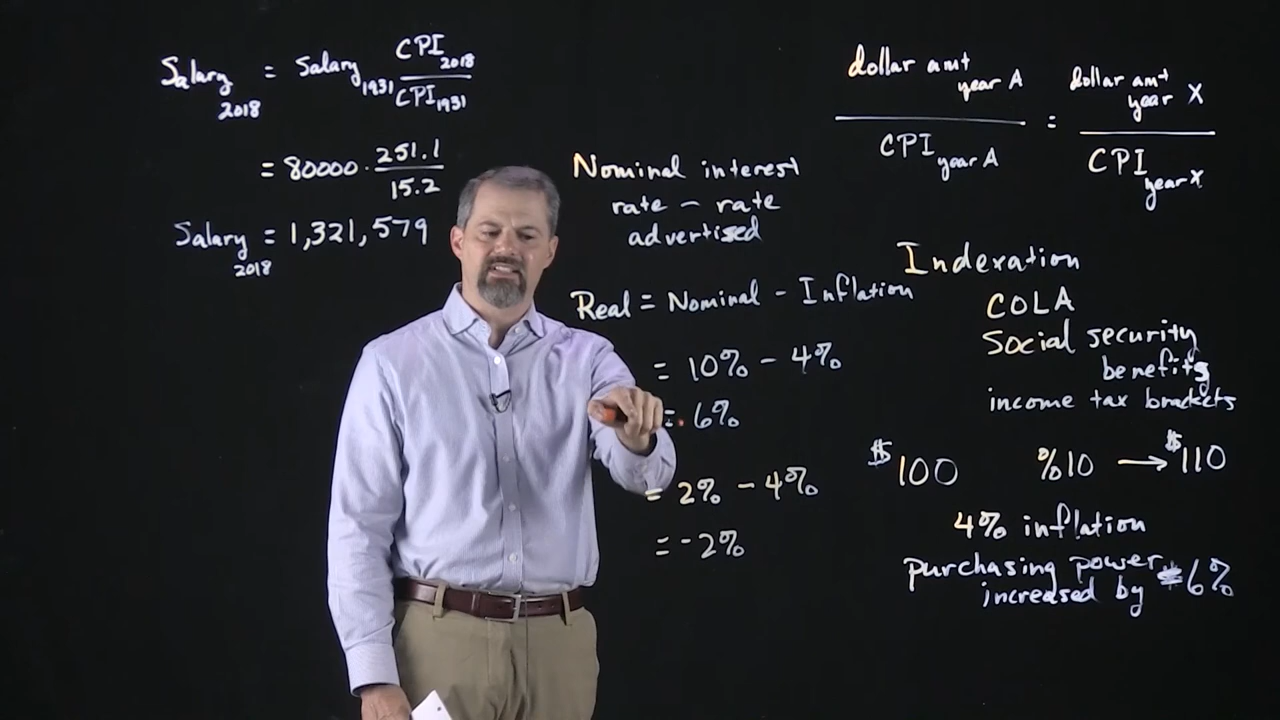 Salary 2018 = Salary 1931 CPI 2018 / CPI 1931
= 80000 · 251.1 / 15.2
Salary 2018 = 1,321,579
Nominal interest
rate - rate
advertised
Real = Nominal - Inflation
= 10% - 4%
= 6%
= 2% - 4%
= -2%
dollar amt year A / CPI year A = dollar amt year X / CPI year X
Indexation
COLA
Social security
benefits
income tax brackets
$100 %10 → $110
4% inflation
purchasing power
increased by 6%